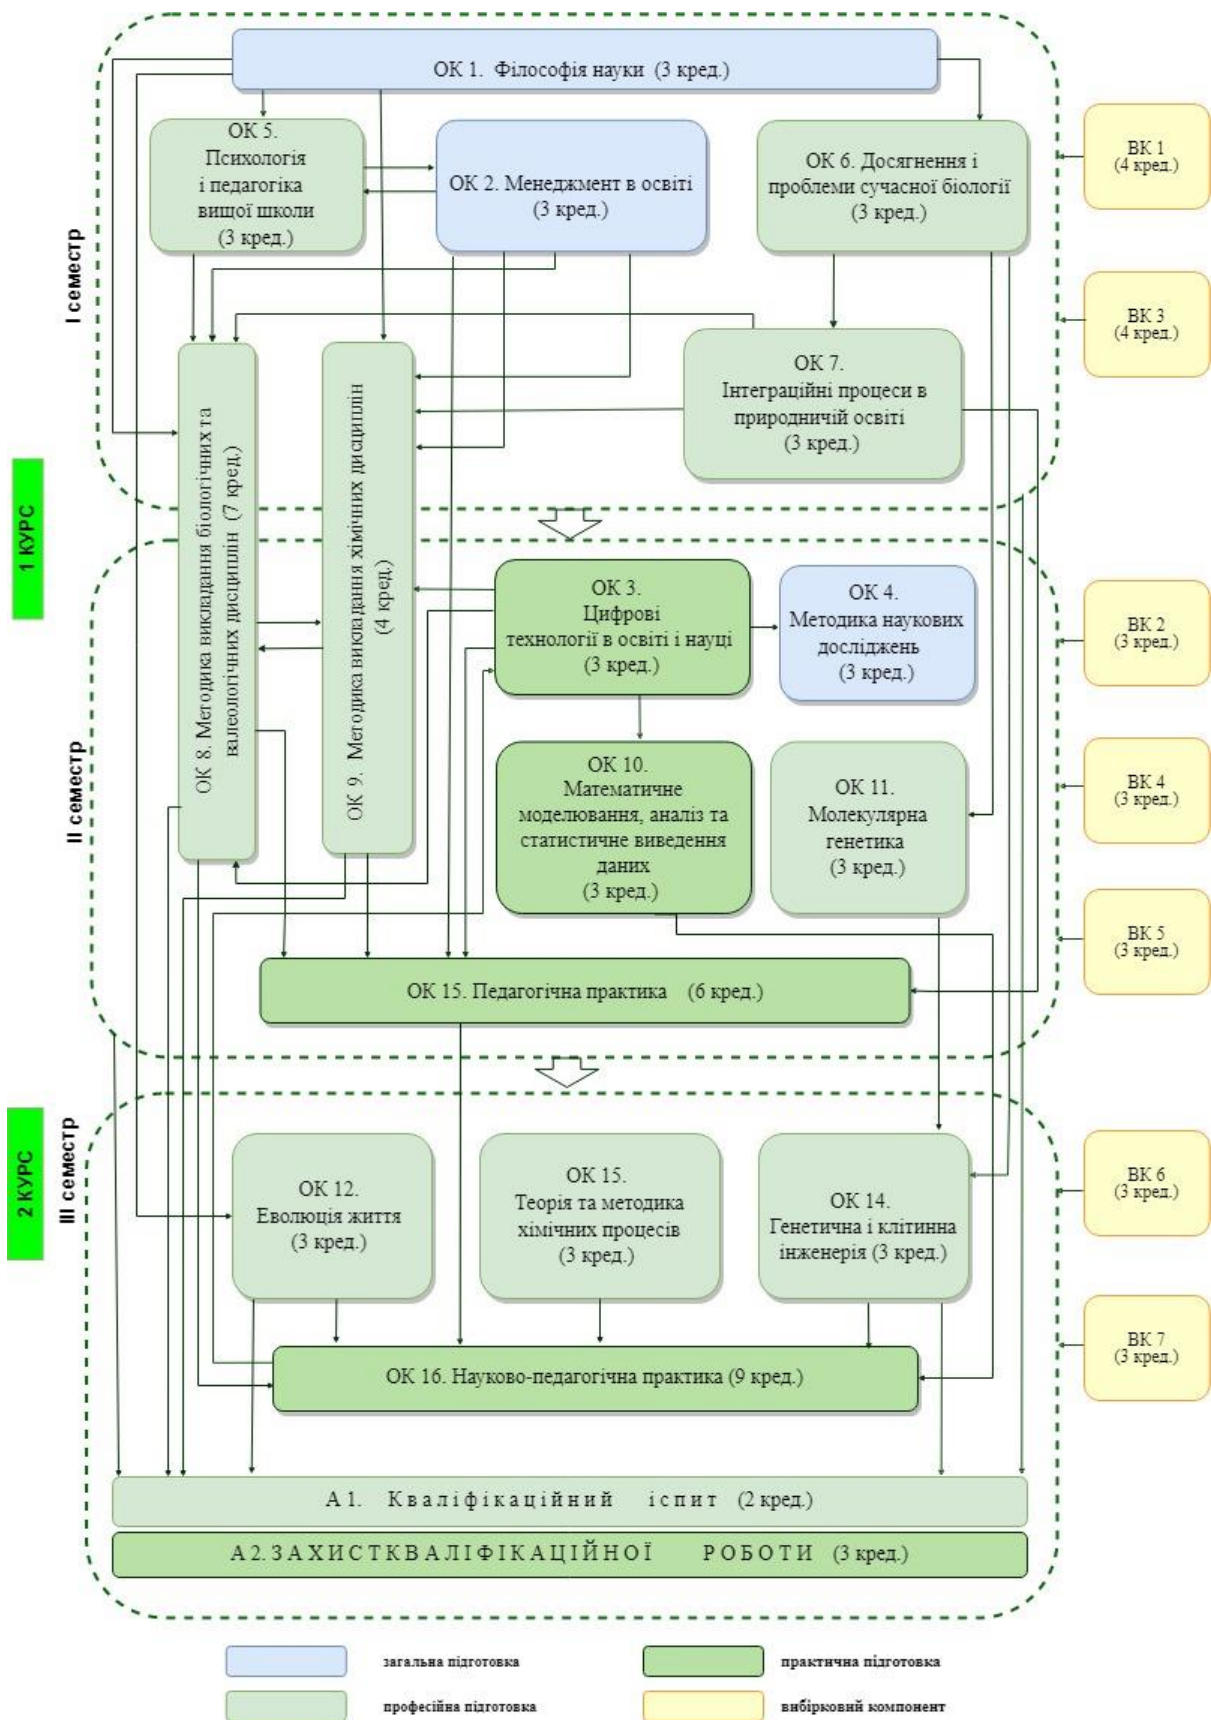 ОК 1. Філософія науки (3 кред.)
ОК 5.
Психологія
і педагогіка
вищої школи
(3 кред.)
ОК 2. Менеджмент в освіті
(3 кред.)
ОК 6. Досягнення і
проблеми сучасної біології
(3 кред.)
ВК 1
(4 кред.)
І семестр
ВК 3
(4 кред.)
ОК 7.
Інтеграційні процеси в
природничій освіті
(3 кред.)
1 КУРС
ОК 8. Методика викладання біологічних та
валеологічних дисциплін (7 кред.)
ОК 9. Методика викладання хімічних дисциплін
(4 кред.)
ОК 3.
Цифрові
технології в освіті і науці
(3 кред.)
ОК 4.
Методика наукових
досліджень
(3 кред.)
ВК 2
(3 кред.)
ІІ семестр
ОК 10.
Математичне
моделювання, аналіз та
статистичне виведення
даних
(3 кред.)
ОК 11.
Молекулярна
генетика
(3 кред.)
ВК 4
(3 кред.)
ВК 5
(3 кред.)
ОК 15. Педагогічна практика (6 кред.)
2 КУРС
ІІІ семестр
ОК 12.
Еволюція життя
(3 кред.)
ОК 15.
Теорія та методика
хімічних процесів
(3 кред.)
ОК 14.
Генетична і клітинна
інженерія (3 кред.)
ВК 6
(3 кред.)
ВК 7
(3 кред.)
ОК 16. Науково-педагогічна практика (9 кред.)
А 1. К в а л і ф і к а ц і й н и й і с п и т (2 кред.)
А 2. З А Х И С Т К В А Л І Ф І К А Ц І Й Н О Ї Р О Б О Т И (3 кред.)
загальна підготовка
практична підготовка
професійна підготовка
вибірковий компонент